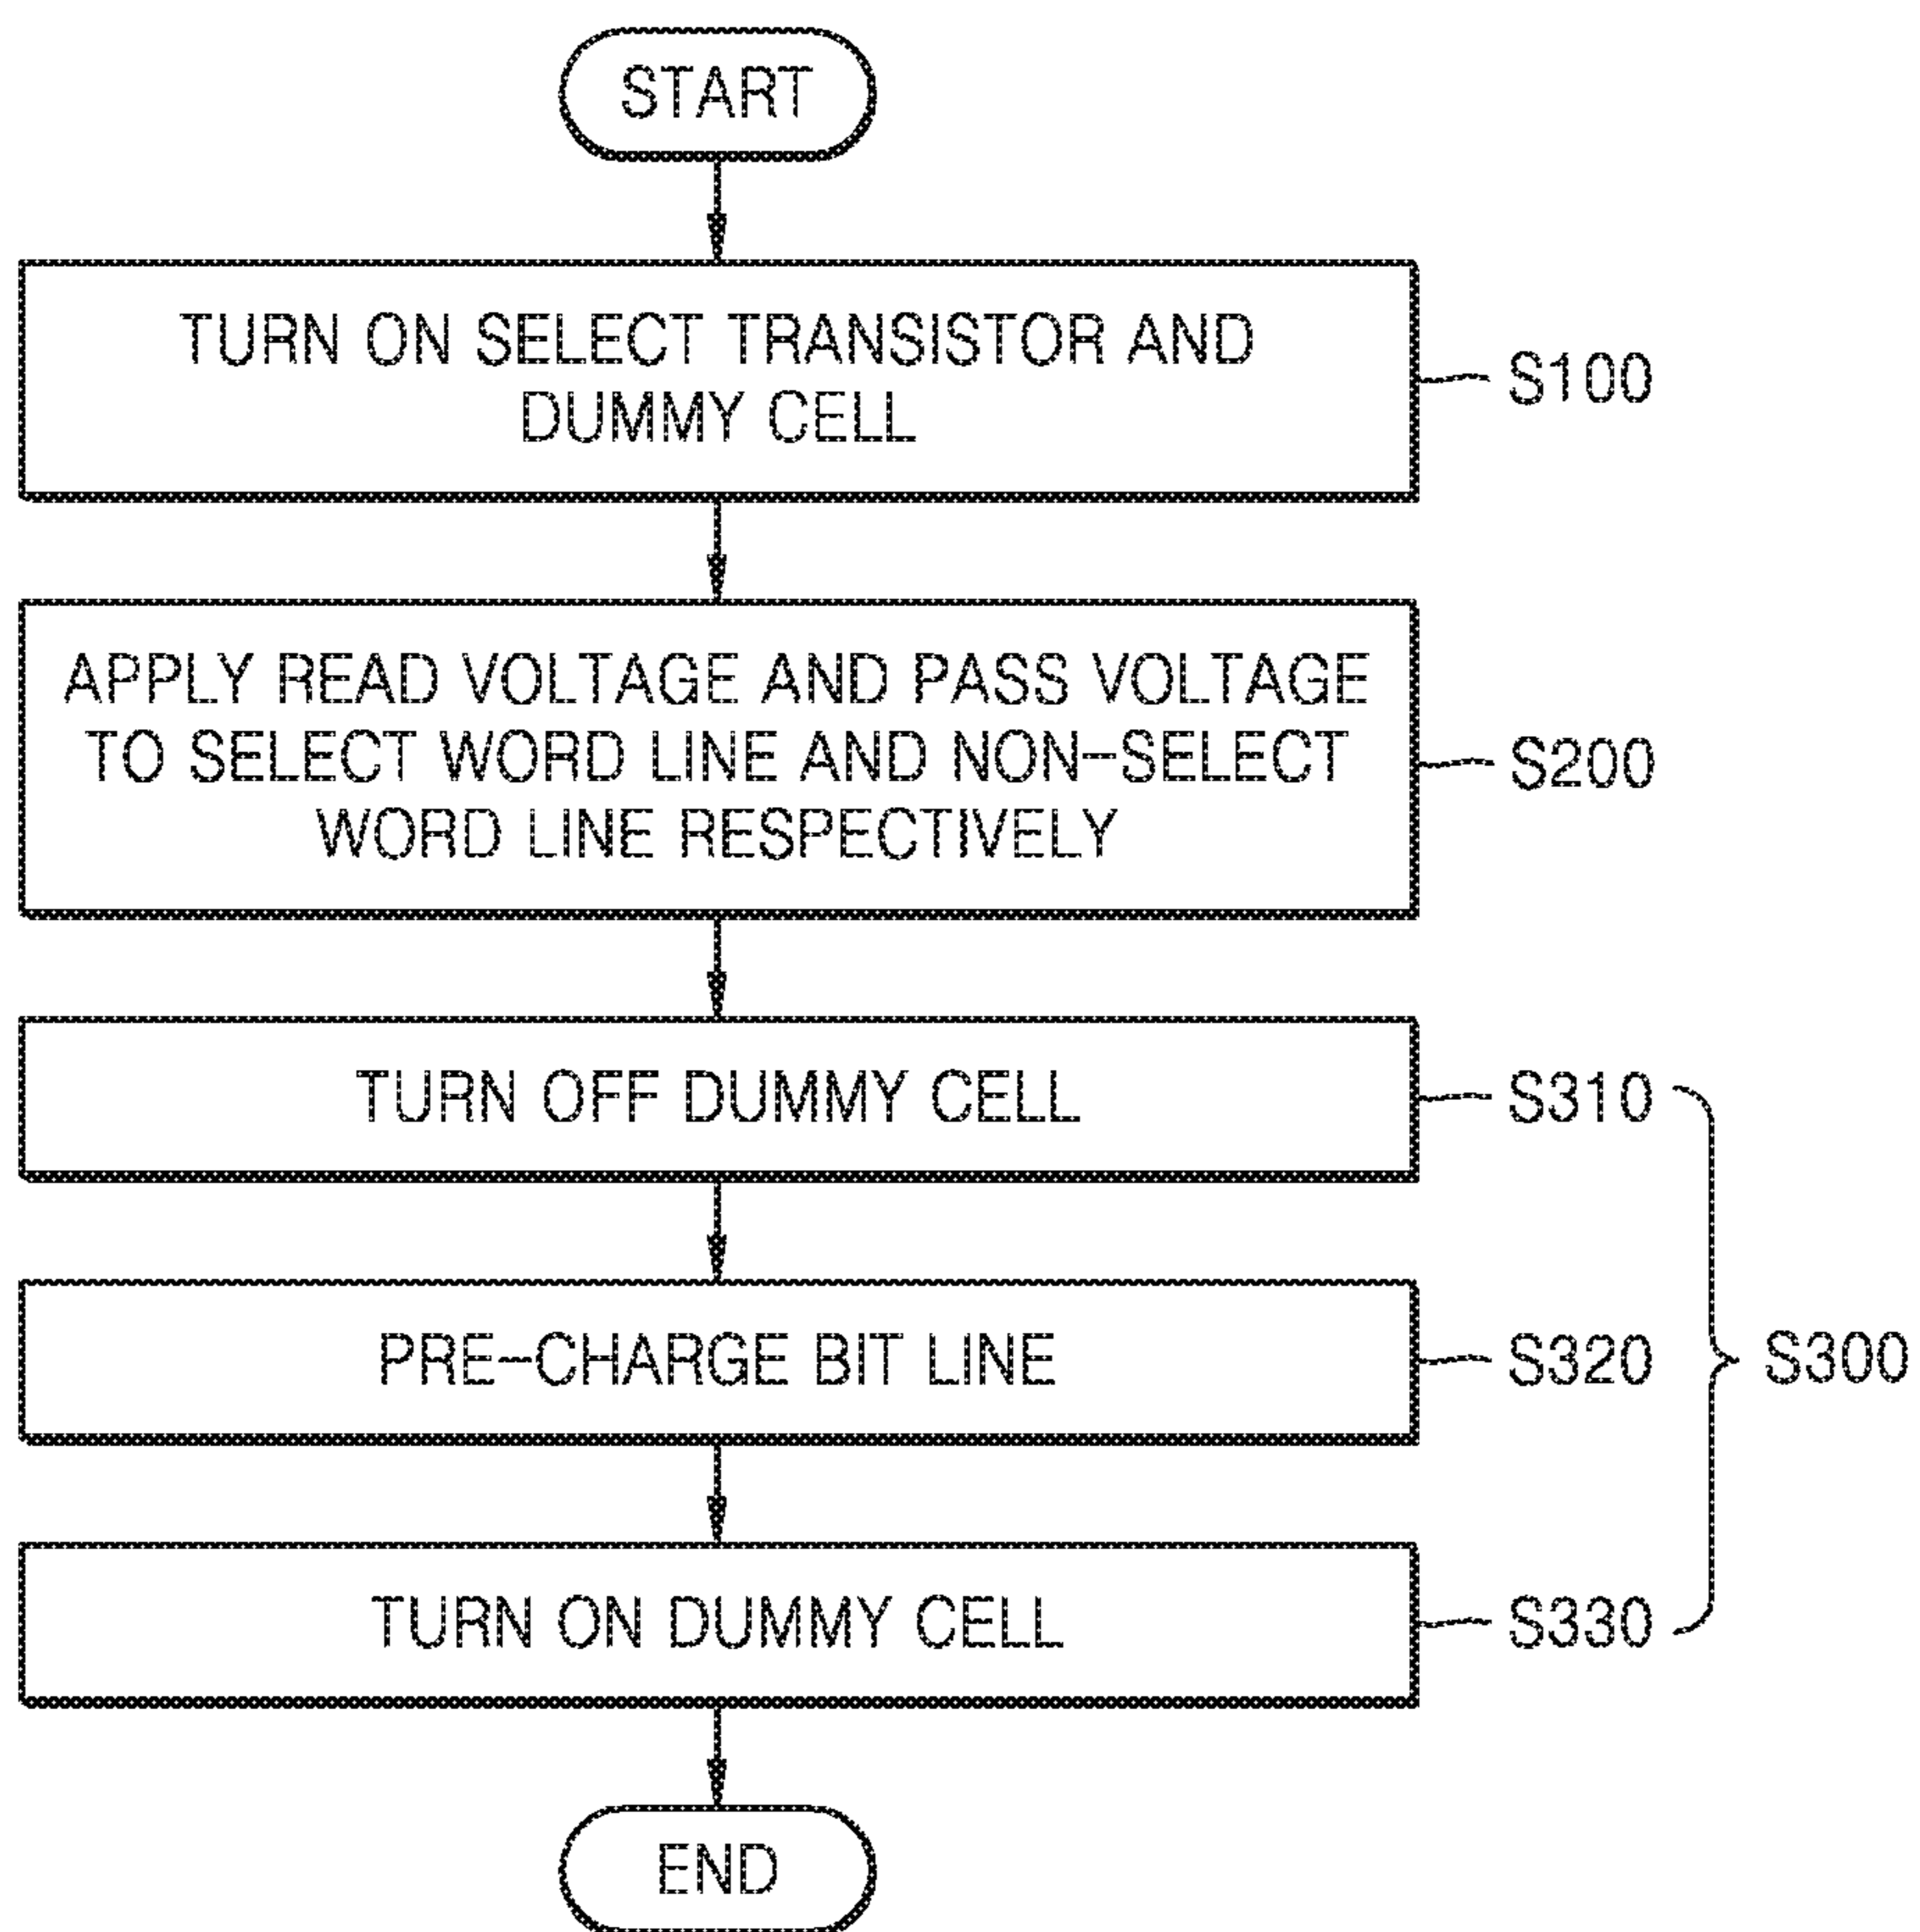 START
TURN ON SELECT TRANSISTOR AND
DUMMY CELL
S100
APPLY READ VOLTAGE AND PASS VOLTAGE
TO SELECT WORD LINE AND NON-SELECT
WORD LINE RESPECTIVELY
S200
TURN OFF DUMMY CELL
S310
PRE-CHARGE BIT LINE
S320
S300
TURN ON DUMMY CELL
S330
END